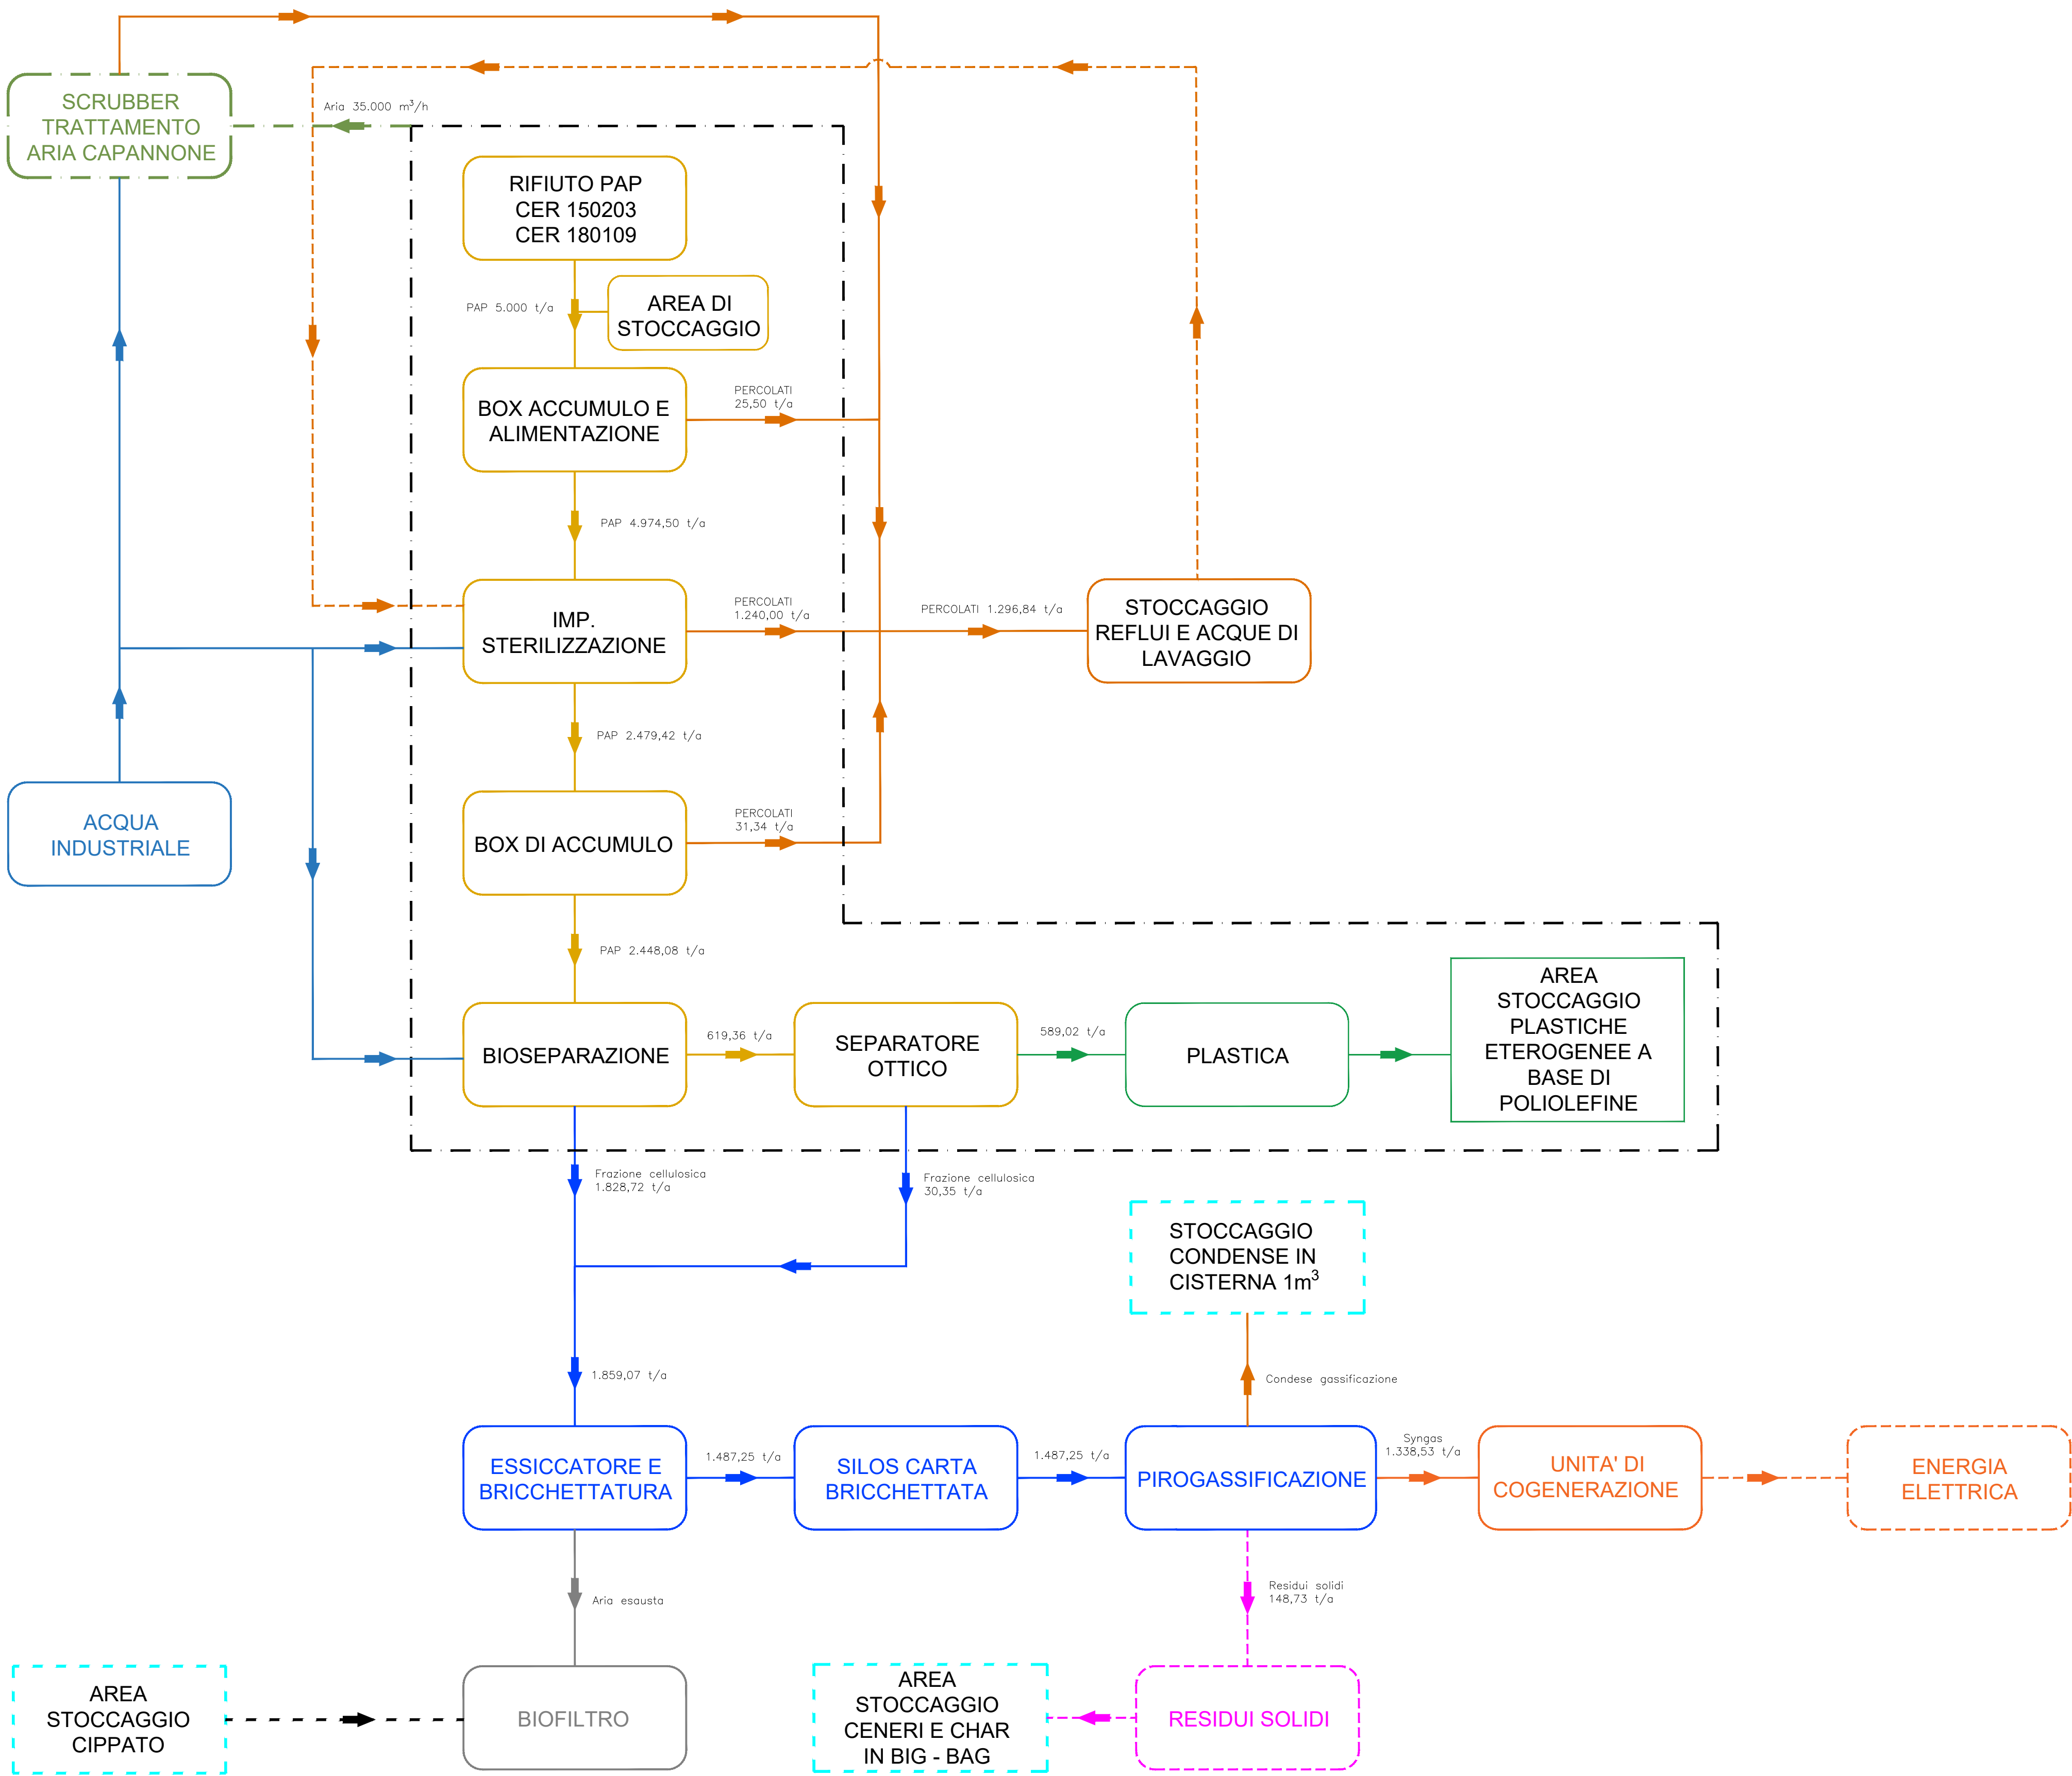 SCRUBBER
TRATTAMENTO
ARIA CAPANNONE
Aria 35.000 m³/h
RIFIUTO PAP
CER 150203
CER 180109
PAP 5.000 t/a
AREA DI
STOCCAGGIO
BOX ACCUMULO E
ALIMENTAZIONE
PERCOLATI
25,50 t/a
PAP 4.974,50 t/a
IMP.
STERILIZZAZIONE
PERCOLATI
1.240,00 t/a
PERCOLATI 1.296,84 t/a
STOCCAGGIO
REFLUI E ACQUE DI
LAVAGGIO
PAP 2.479,42 t/a
ACQUA
INDUSTRIALE
BOX DI ACCUMULO
PERCOLATI
31,34 t/a
PAP 2.448,08 t/a
BIOSEPARAZIONE
619,36 t/a
SEPARATORE
OTTICO
589,02 t/a
PLASTICA
AREA
STOCCAGGIO
PLASTICHE
ETEROGENEE A
BASE DI
POLIOLEFINE
Frazione cellulosica
1.828,72 t/a
Frazione cellulosica
30,35 t/a
STOCCAGGIO
CONDENSE IN
CISTERNA 1m³
1.859,07 t/a
Condese gassificazione
ESSICCATORE E
BRICCHETTATURA
1.487,25 t/a
SILOS CARTA
BRICCHETTATA
1.487,25 t/a
PIROGASSIFICAZIONE
Syngas
1.338,53 t/a
UNITA' DI
COGENERAZIONE
ENERGIA
ELETTRICA
Aria esausta
Residui solidi
148,73 t/a
AREA
STOCCAGGIO
CIPPATO
BIOFILTRO
AREA
STOCCAGGIO
CENERI E CHAR
IN BIG - BAG
RESIDUI SOLIDI